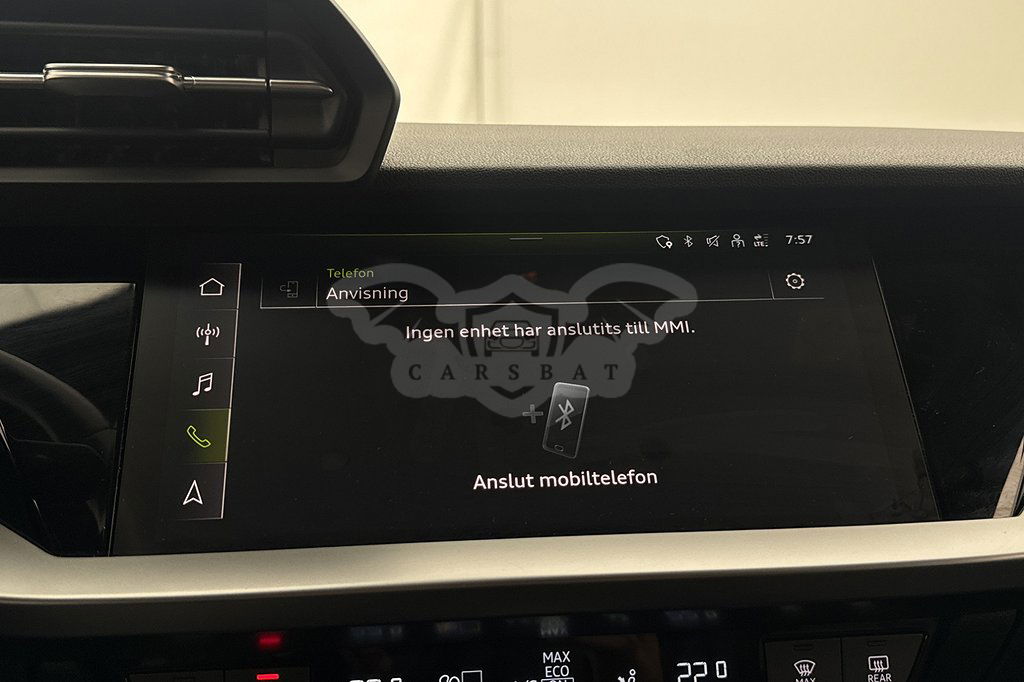 LTE 7:57
Telefon
Anvisning
Ingen enhet har anslutits till MMI.
CARSBAT
Anslut mobiltelefon
MAX
ECO
22.0
MAX
REAR